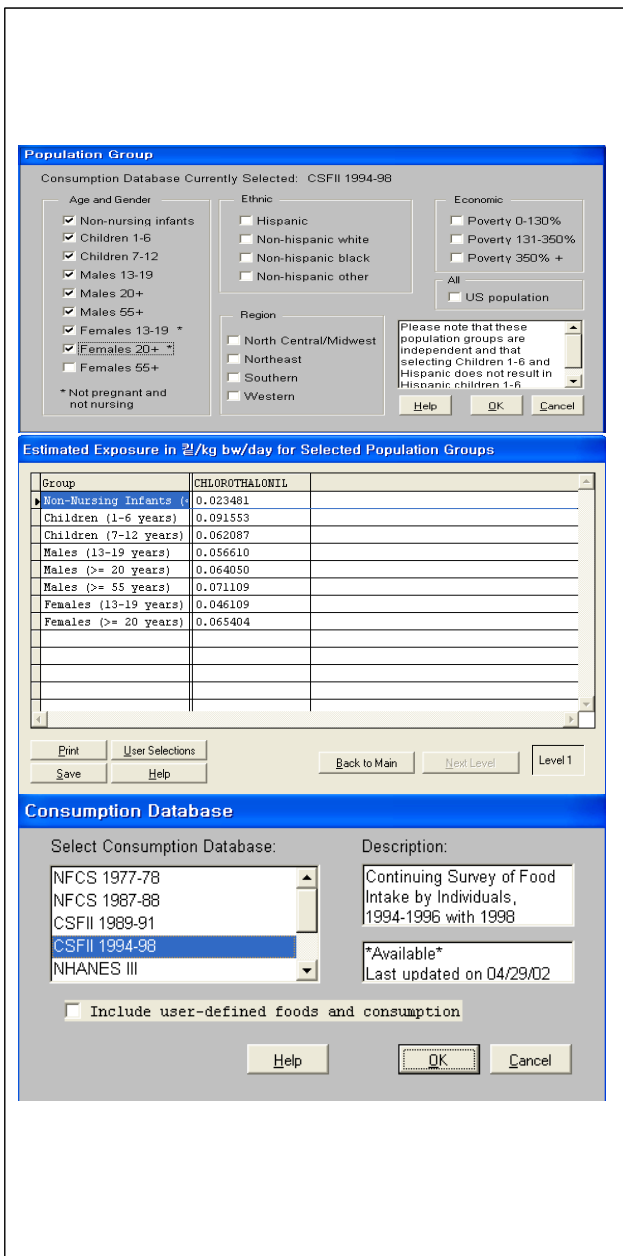 Population Group
Consumption Database Currently Selected: CSFII 1994-98
Age and Gender
Non-nursing infants
Children 1-6
Children 7-12
Males 13-19
Males 20+
Males 55+
Females 13-19 *
Females 20+ *
Females 55+
* Not pregnant and
not nursing
Ethnic
Hispanic
Non-hispanic white
Non-hispanic black
Non-hispanic other
Region
North Central/Midwest
Northeast
Southern
Western
Economic
Poverty 0-130%
Poverty 131-350%
Poverty 350% +
All
US population
Please note that these
population groups are
independent and that
selecting Children 1-6 and
Hispanic does not result in
Hispanic children 1-6
Help OK Cancel
Estimated Exposure in 킬/kg bw/day for Selected Population Groups
Group CHLOROTHALONIL
Non-Nursing Infants (< 0.023481
Children (1-6 years) 0.091553
Children (7-12 years) 0.062087
Males (13-19 years) 0.056610
Males (>= 20 years) 0.064050
Males (>= 55 years) 0.071109
Females (13-19 years) 0.046109
Females (>= 20 years) 0.065404
Print User Selections
Save Help
Back to Main Next Level Level 1
Consumption Database
Select Consumption Database:
NFCS 1977-78
NFCS 1987-88
CSFII 1989-91
CSFII 1994-98
NHANES III
Description:
Continuing Survey of Food
Intake by Individuals,
1994-1996 with 1998
*Available*
Last updated on 04/29/02
Include user-defined foods and consumption
Help OK Cancel